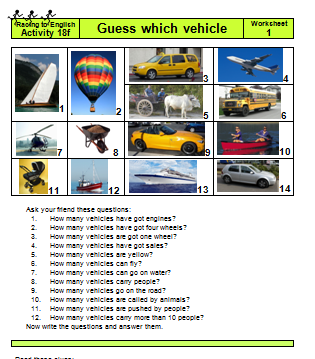 Racing to English
Activity 18f
Guess which vehicle
Worksheet
1
1
2
3
4
5
6
7
8
9
10
11
12
13
14
Ask your friend these questions:
1. How many vehicles have got engines?
2. How many vehicles have got four wheels?
3. How many vehicles are got one wheel?
4. How many vehicles have got sales?
5. How many vehicles are yellow?
6. How many vehicles can fly?
7. How many vehicles can go on water?
8. How many vehicles carry people?
9. How many vehicles go on the road?
10. How many vehicles are called by animals?
11. How many vehicles are pushed by people?
12. How many vehicles carry more than 10 people?
Now write the questions and answer them.